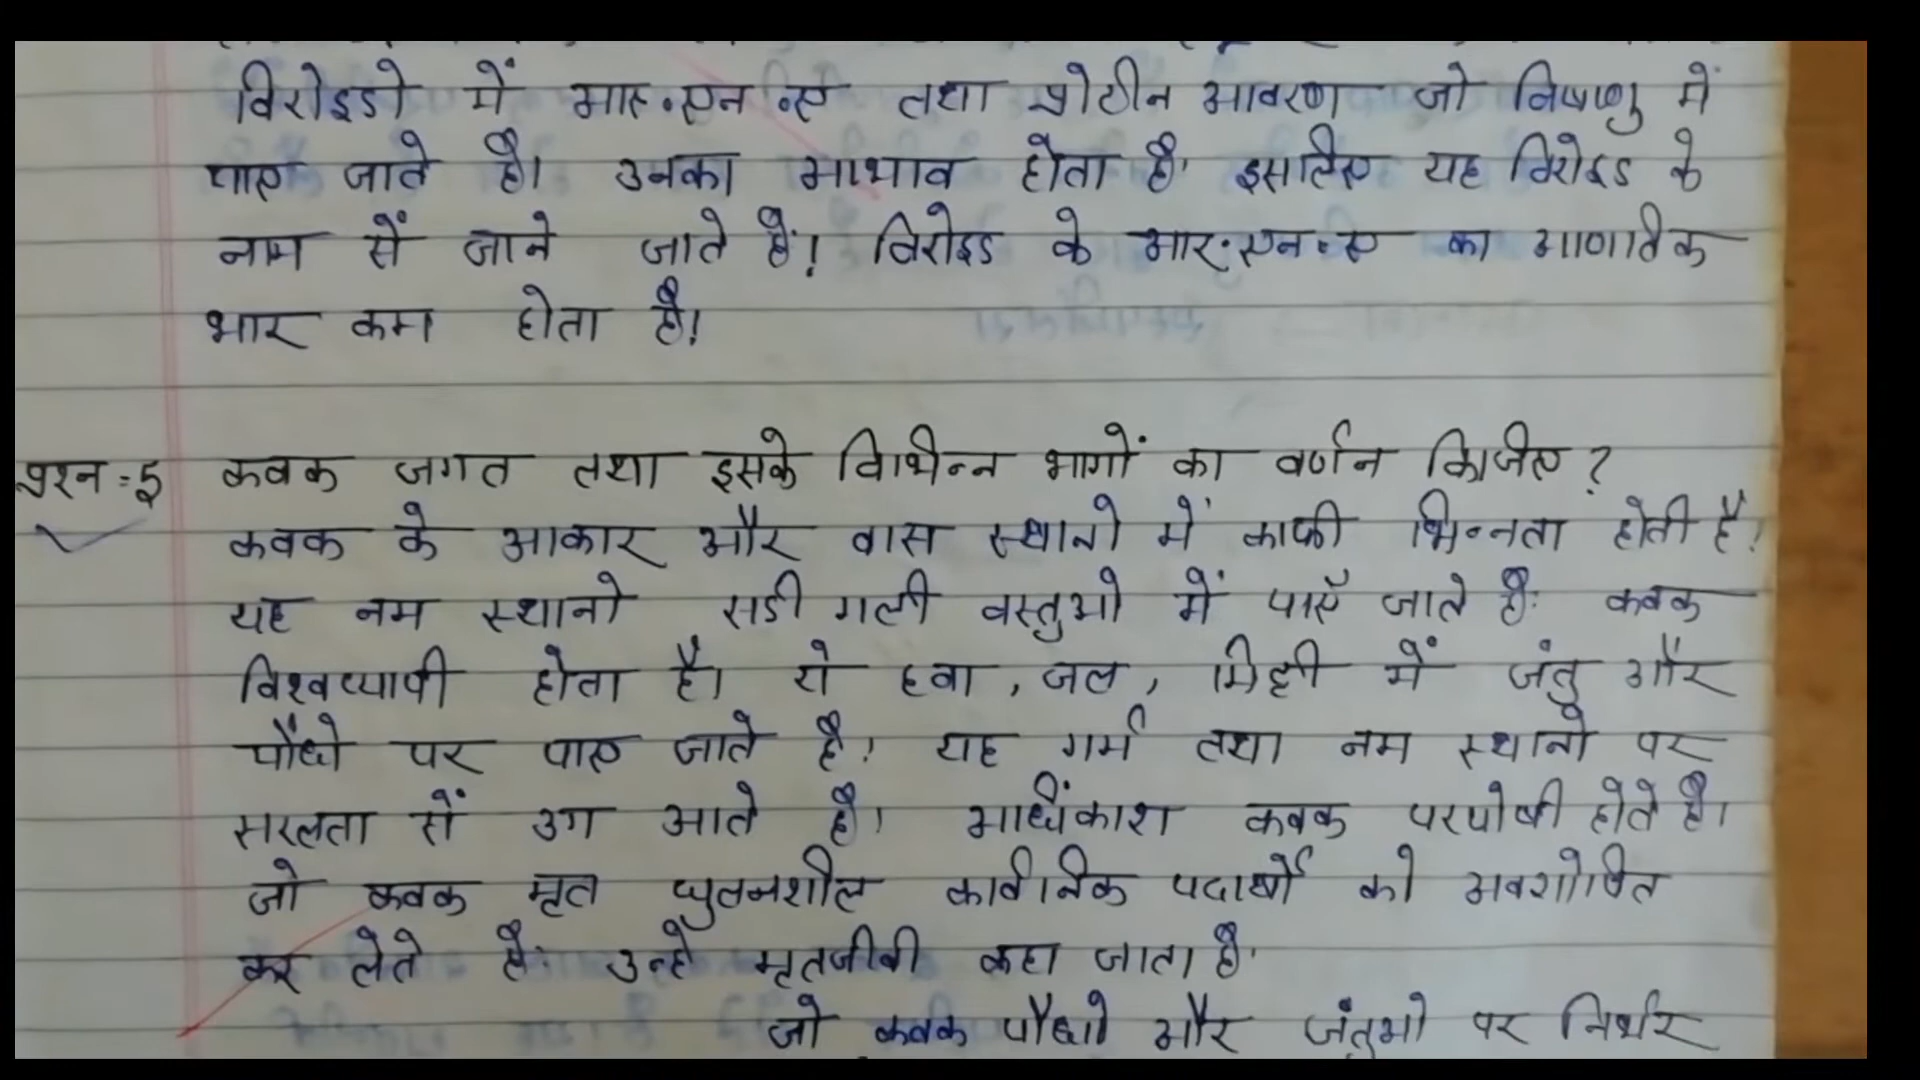 विरोइडो में आर.एन.ए तथा प्रोटीन आवरण जो विषाणु में
पाए जाते है। उनका आभाव होता है इसलिए यह विरोइड के
नाम सें जाने जाते है। विरोइड के आर.एन.ए का आणविक
भार कम होता है।
प्रश्न=5 कवक जगत तथा इसके विभिन्न भागों का वर्णन किजिए ?
कवक के आकार और वास स्थानो में काफी भिन्नता होती है।
यह नम स्थानो सडी गली वस्तुओ में पाएँ जाते है कवक
विश्वव्यापी होता है। ये हवा, जल, मिट्टी में जंतु और
पौधो पर पाए जाते है। यह गर्म तथा नम स्थानो पर
सरलता सें उग आते है। अधिंकाश कवक परपोषी होते है।
जो कवक मृत घुलनशील कार्बनिक पदार्थो को अवशोषित
कर लेते है उन्हे मृतजीवी कहा जाता है
जो कवक पौधो और जंतुओ पर निर्भर